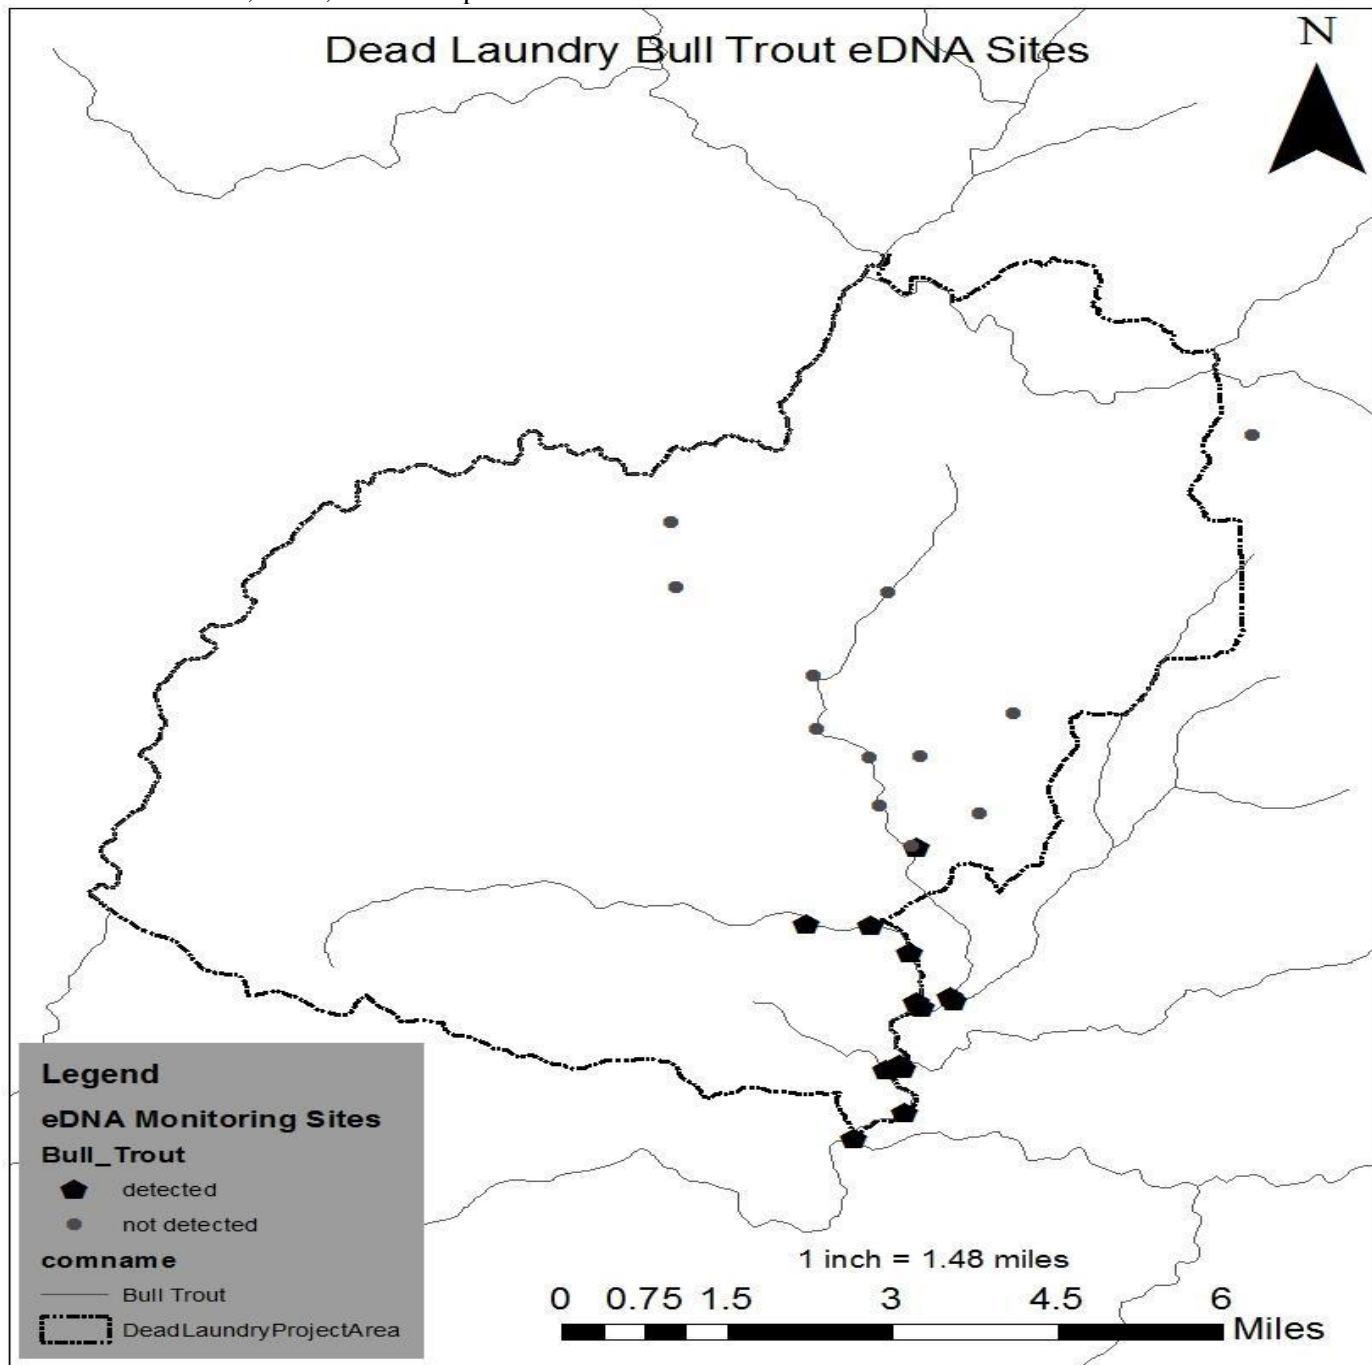 Dead Laundry Bull Trout eDNA Sites
N
Legend
eDNA Monitoring Sites
Bull_Trout
detected
not detected
comname
Bull Trout
DeadLaundryProjectArea
1 inch = 1.48 miles
0 0.75 1.5 3 4.5 6
Miles